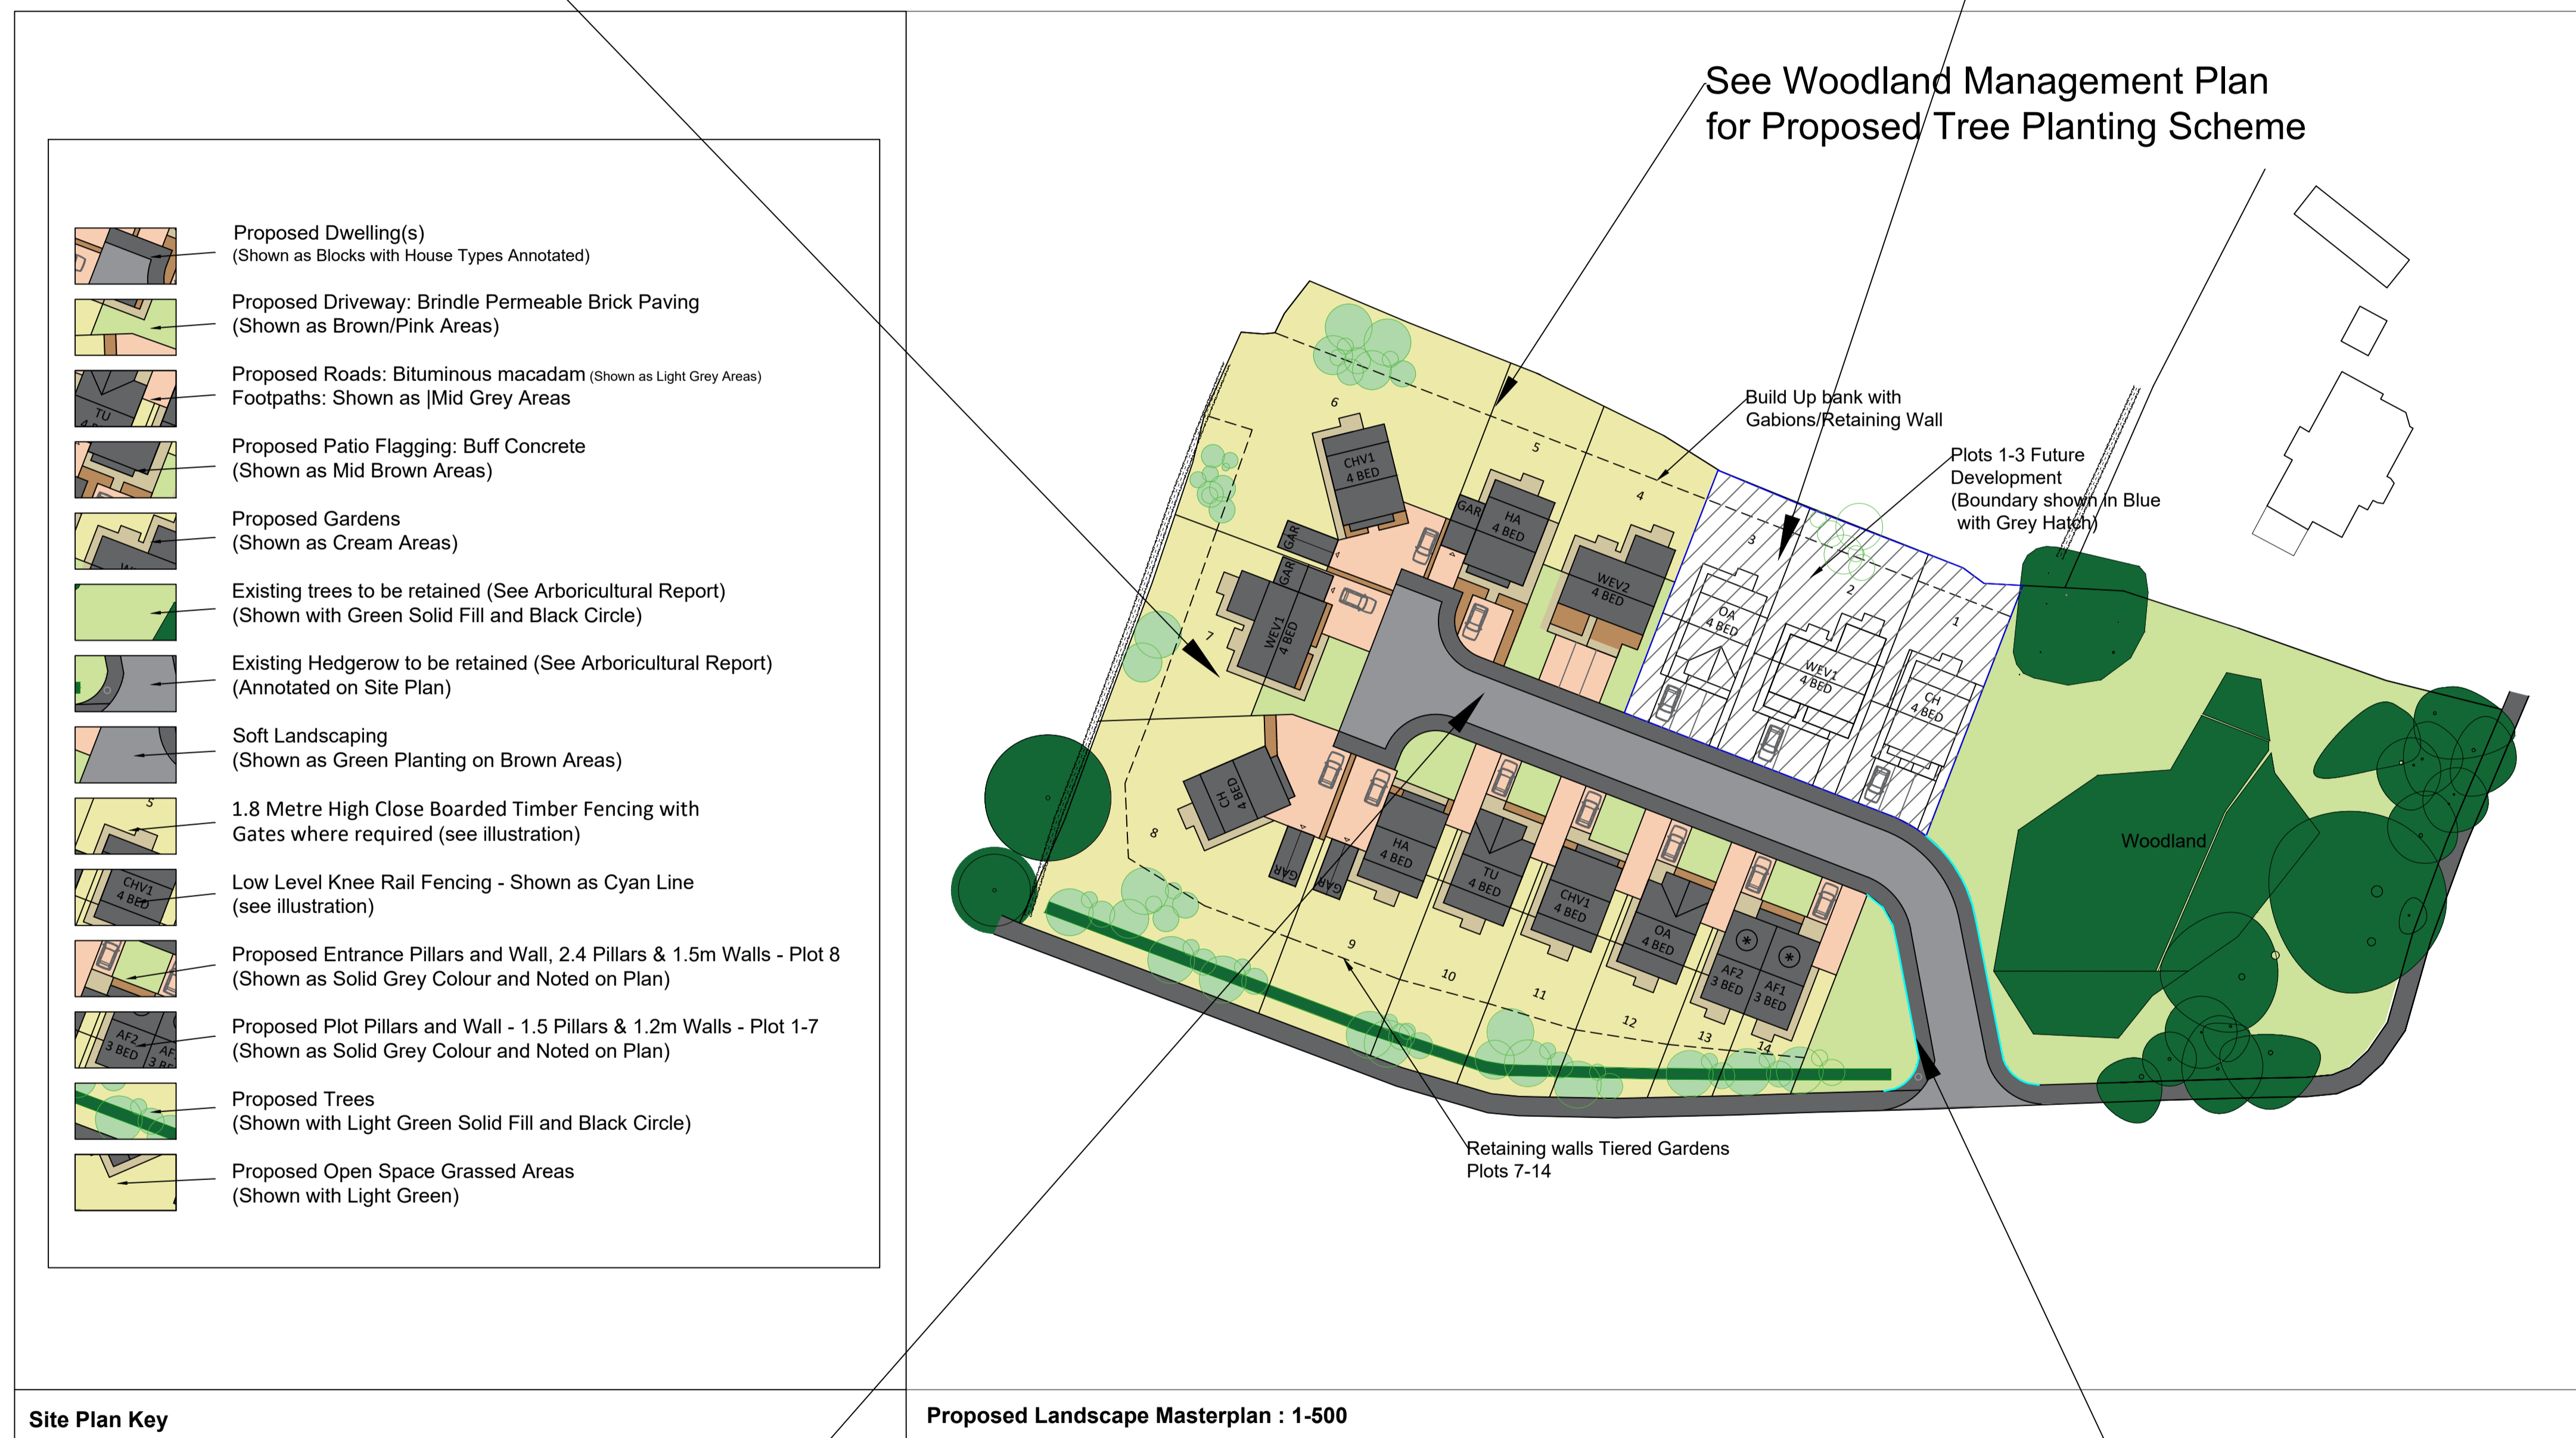 Proposed Dwelling(s)
(Shown as Blocks with House Types Annotated)
Proposed Driveway: Brindle Permeable Brick Paving
(Shown as Brown/Pink Areas)
Proposed Roads: Bituminous macadam (Shown as Light Grey Areas)
Footpaths: Shown as |Mid Grey Areas
TU
Proposed Patio Flagging: Buff Concrete
(Shown as Mid Brown Areas)
Proposed Gardens
(Shown as Cream Areas)
Existing trees to be retained (See Arboricultural Report)
(Shown with Green Solid Fill and Black Circle)
Existing Hedgerow to be retained (See Arboricultural Report)
(Annotated on Site Plan)
Soft Landscaping
(Shown as Green Planting on Brown Areas)
5
1.8 Metre High Close Boarded Timber Fencing with
Gates where required (see illustration)
CHV1
4 BED
Low Level Knee Rail Fencing - Shown as Cyan Line
(see illustration)
Proposed Entrance Pillars and Wall, 2.4 Pillars & 1.5m Walls - Plot 8
(Shown as Solid Grey Colour and Noted on Plan)
AF2
3 BED
Proposed Plot Pillars and Wall - 1.5 Pillars & 1.2m Walls - Plot 1-7
(Shown as Solid Grey Colour and Noted on Plan)
Proposed Trees
(Shown with Light Green Solid Fill and Black Circle)
Proposed Open Space Grassed Areas
(Shown with Light Green)
Site Plan Key
See Woodland Management Plan
for Proposed Tree Planting Scheme
Build Up bank with
Gabions/Retaining Wall
Plots 1-3 Future
Development
(Boundary shown in Blue
with Grey Hatch)
6
CHV1
4 BED
5
GAR
HA
4 BED
4
WEV2
4 BED
3
OA
4 BED
2
WEV1
4 BED
1
CH
4 BED
GAR
GAR
7
WEV1
4 BED
8
CH
4 BED
GAR
GAR
HA
4 BED
TU
4 BED
CHV1
4 BED
OA
4 BED
AF2
3 BED
AF1
3 BED
9
10
11
12
13
14
Woodland
Retaining walls Tiered Gardens
Plots 7-14
Proposed Landscape Masterplan : 1-500